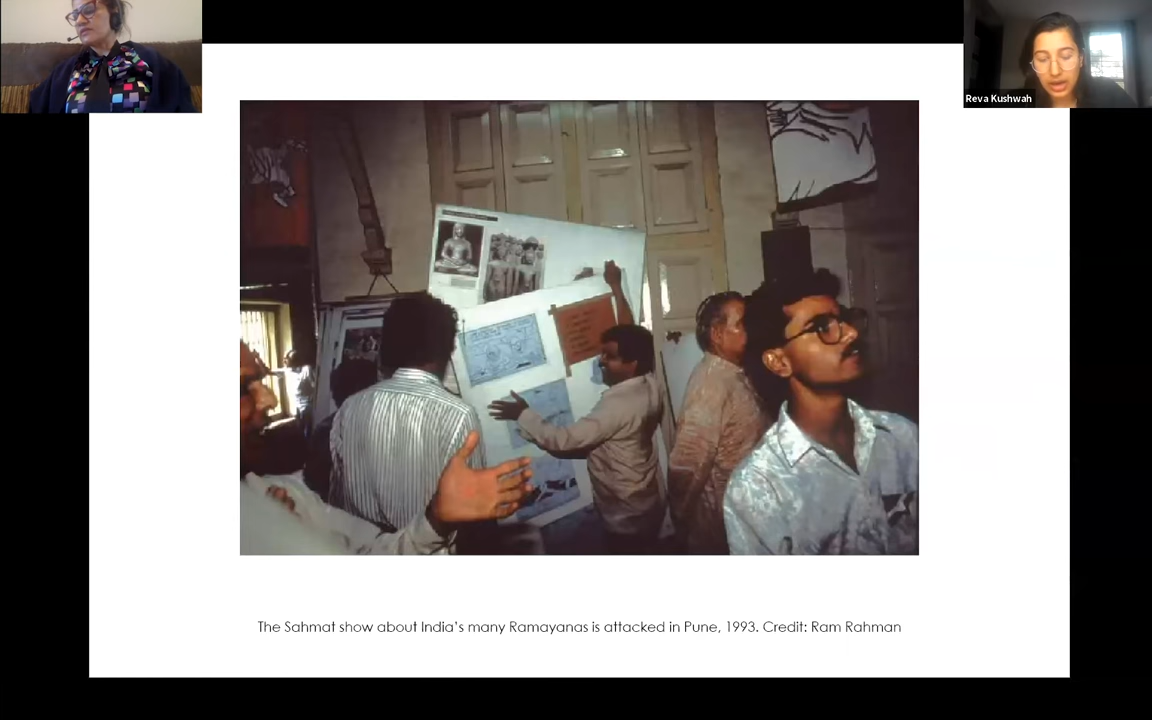 Reva Kushwah
The Sahmat show about India's many Ramayanas is attacked in Pune, 1993. Credit: Ram Rahman